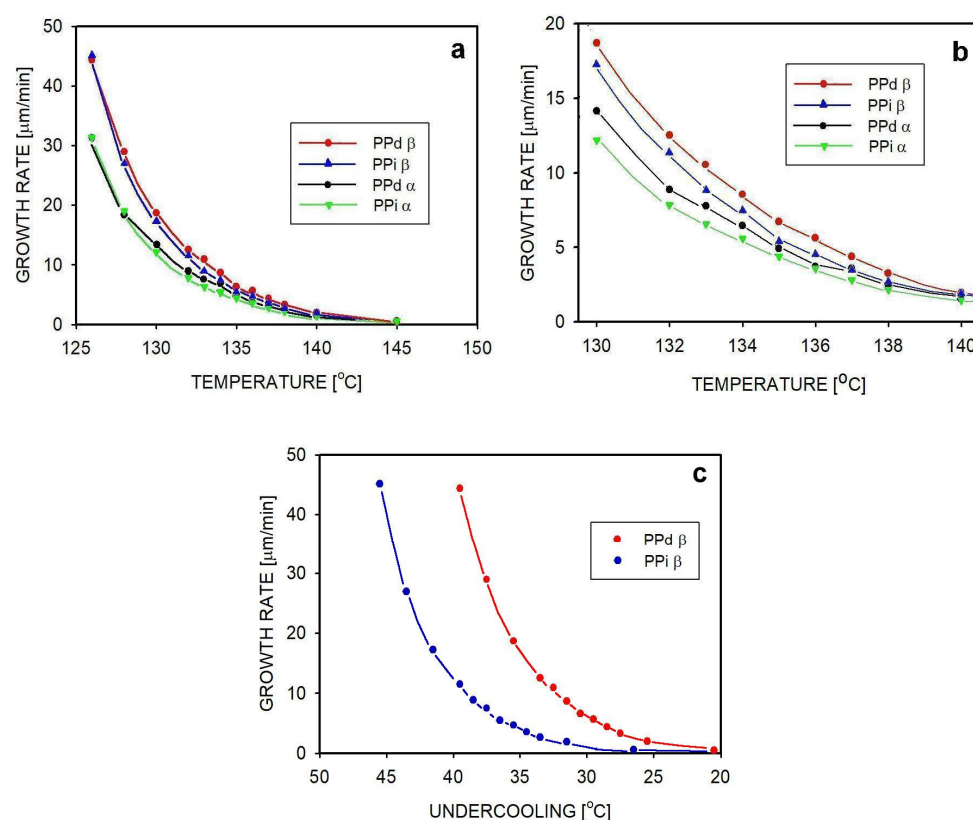 a
GROWTH RATE [μm/min]
50
40
30
20
10
0
PPd β
PPi β
PPd α
PPi α
125 130 135 140 145 150
TEMPERATURE [°C]
b
GROWTH RATE [μm/min]
20
15
10
5
0
PPd β
PPi β
PPd α
PPi α
130 132 134 136 138 140
TEMPERATURE [°C]
c
GROWTH RATE [μm/min]
50
40
30
20
10
0
PPd β
PPi β
50 45 40 35 30 25 20
UNDERCOOLING [°C]